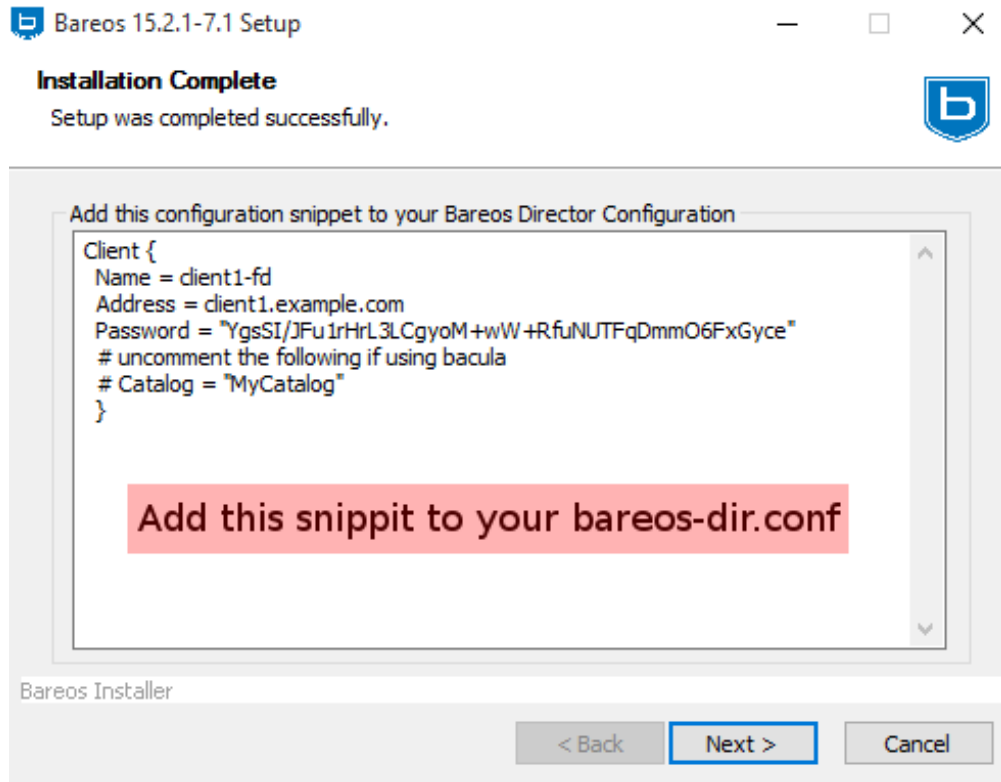 Bareos 15.2.1-7.1 Setup
Installation Complete
Setup was completed successfully.
Add this configuration snippet to your Bareos Director Configuration
Client {
Name = client1-fd
Address = client1.example.com
Password = "YgsSI/JFu1rHrL3LCgyoM+wW+RfuNUTFqDmmO6FxGyce"
# uncomment the following if using bacula
# Catalog = "MyCatalog"
}
Add this snippit to your bareos-dir.conf
Bareos Installer
< Back
Next >
Cancel